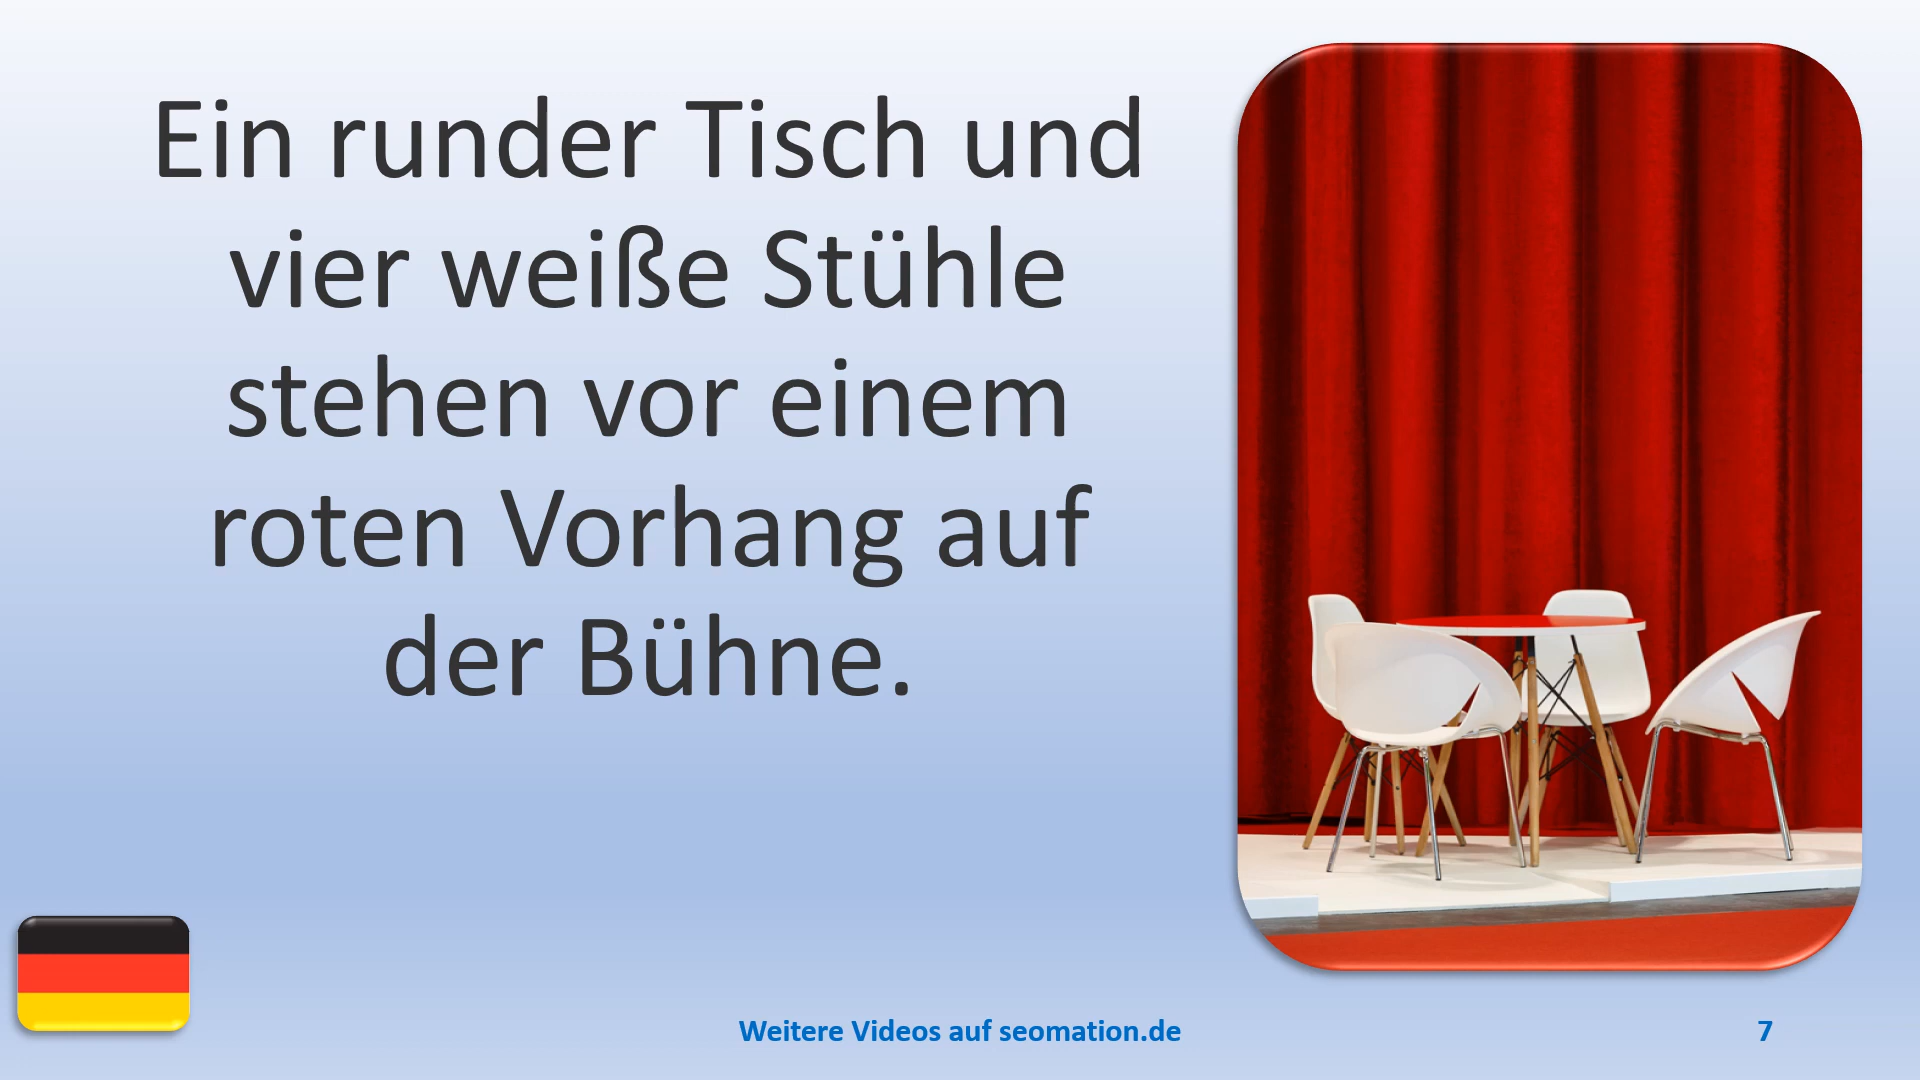 Ein runder Tisch und
vier weiße Stühle
stehen vor einem
roten Vorhang auf
der Bühne.
Weitere Videos auf seomation.de
7